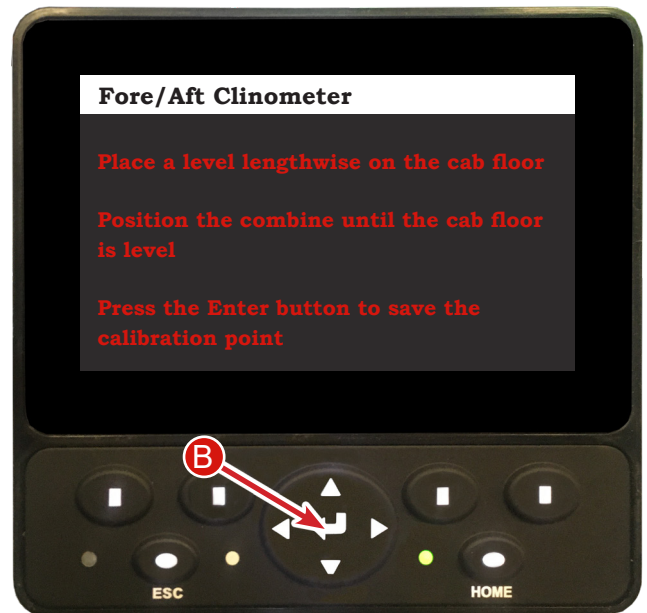 Fore/Aft Clinometer
Place a level lengthwise on the cab floor
Position the combine until the cab floor
is level
Press the Enter button to save the
calibration point
B
ESC
HOME